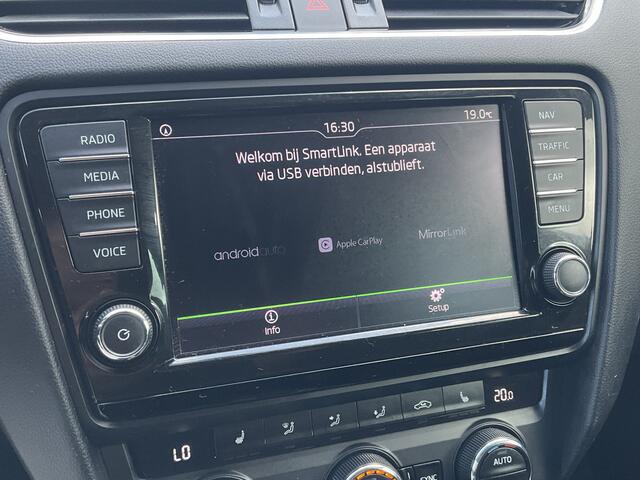 16:30
19.0°C
RADIO
MEDIA
PHONE
VOICE
Welkom bij SmartLink. Een apparaat
via USB verbinden, alstublieft.
androidauto
Apple CarPlay
MirrorLink
Info
Setup
NAV
TRAFFIC
CAR
MENU
LO
20.0
SYNC
AUTO